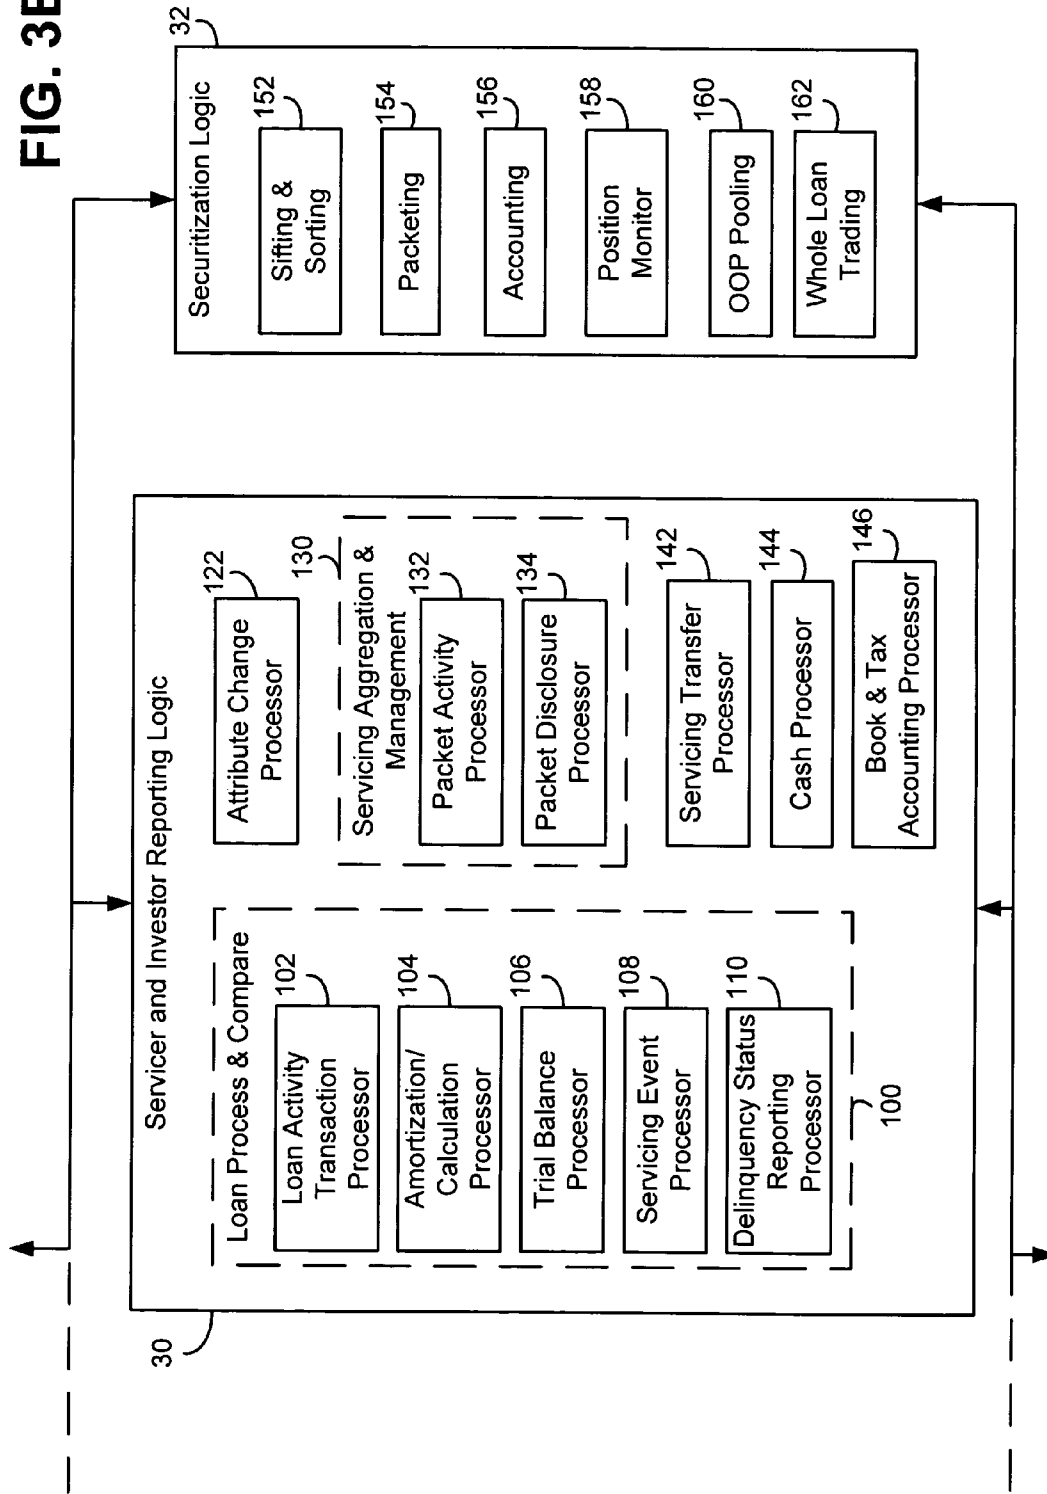 FIG. 3B
Servicer and Investor Reporting Logic
30
Loan Process & Compare
Loan Activity
Transaction
Processor
102
Amortization/
Calculation
Processor
104
Trial Balance
Processor
106
Servicing Event
Processor
108
Delinquency Status
Reporting
Processor
110
100
Attribute Change
Processor
122
130
Servicing Aggregation &
Management
Packet Activity
Processor
132
Packet Disclosure
Processor
134
Servicing Transfer
Processor
142
Cash Processor
144
Book & Tax
Accounting Processor
146
32
Securitization Logic
Sifting &
Sorting
152
Packeting
154
Accounting
156
Position
Monitor
158
OOP Pooling
160
Whole Loan
Trading
162